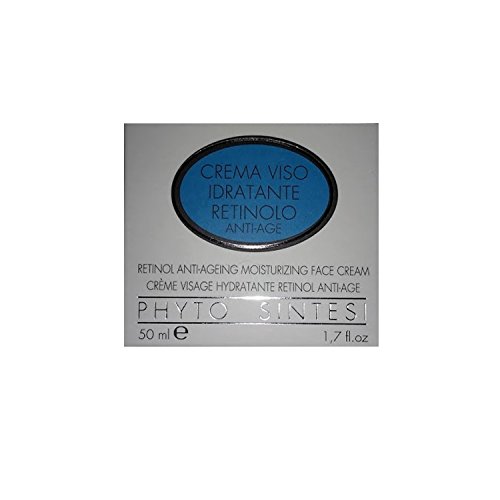 CREMA VISO
IDRATANTE
RETINOLO
ANTI-AGE
RETINOL ANTI-AGEING MOISTURIZING FACE CREAM
CRÈME VISAGE HYDRATANTE RETINOL ANTI-AGE
PHYTO SINTESI
50 ml ℮ 1,7 fl.oz